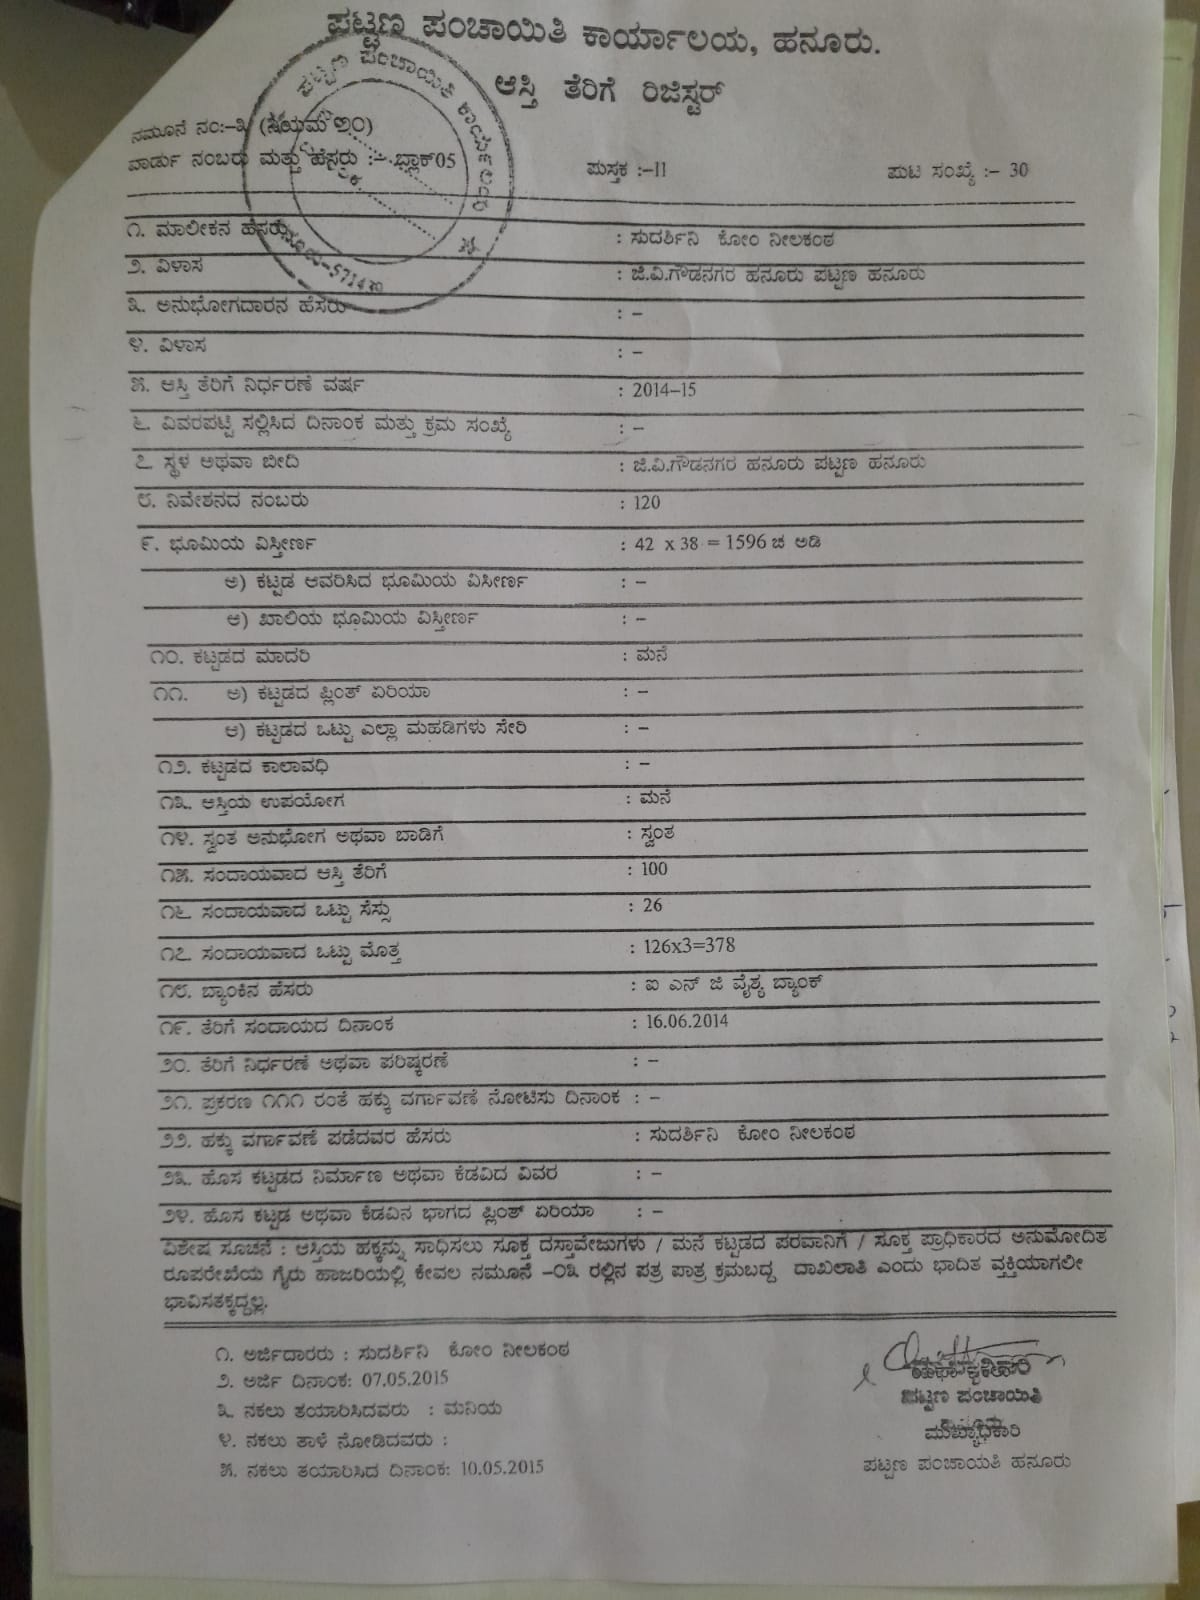 ಪಟ್ಟಣ ಪಂಚಾಯಿತಿ ಕಾರ್ಯಾಲಯ, ಹನೂರು.
ಆಸ್ತಿ ತೆರಿಗೆ ರಿಜಿಸ್ಟರ್
ನಮೂನೆ ನಂ:-೩ (ನಿಯಮ ೫೦)
ವಾರ್ಡು ನಂಬರು ಮತ್ತು ಹೆಸರು :- ಬ್ಲಾಕ್ 05 ಪುಸ್ತಕ :-II ಪುಟ ಸಂಖ್ಯೆ :- 30
೧. ಮಾಲೀಕನ ಹೆಸರು : ಸುದರ್ಶಿನಿ ಕೋಂ ನೀಲಕಂಠ
೨. ವಿಳಾಸ : ಜಿ.ವಿ.ಗೌಡನಗರ ಹನೂರು ಪಟ್ಟಣ ಹನೂರು
೩. ಅನುಭೋಗದಾರನ ಹೆಸರು : –
೪. ವಿಳಾಸ : –
೫. ಆಸ್ತಿ ತೆರಿಗೆ ನಿರ್ಧರಣೆ ವರ್ಷ : 2014–15
೬. ವಿವರಪಟ್ಟಿ ಸಲ್ಲಿಸಿದ ದಿನಾಂಕ ಮತ್ತು ಕ್ರಮ ಸಂಖ್ಯೆ : –
೭. ಸ್ಥಳ ಅಥವಾ ಬೀದಿ : ಜಿ.ವಿ.ಗೌಡನಗರ ಹನೂರು ಪಟ್ಟಣ ಹನೂರು
೮. ನಿವೇಶನದ ನಂಬರು : 120
೯. ಭೂಮಿಯ ವಿಸ್ತೀರ್ಣ : 42 x 38 = 1596 ಚ ಅಡಿ
ಅ) ಕಟ್ಟಡ ಆವರಿಸಿದ ಭೂಮಿಯ ವಿಸೀರ್ಣ : –
ಆ) ಖಾಲಿಯ ಭೂಮಿಯ ವಿಸ್ತೀರ್ಣ : –
೧೦. ಕಟ್ಟಡದ ಮಾದರಿ : ಮನೆ
೧೧. ಅ) ಕಟ್ಟಡದ ಪ್ಲಿಂತ್ ಏರಿಯಾ : –
ಆ) ಕಟ್ಟಡದ ಒಟ್ಟು ಎಲ್ಲಾ ಮಹಡಿಗಳು ಸೇರಿ : –
೧೨. ಕಟ್ಟಡದ ಕಾಲಾವಧಿ : –
೧೩. ಆಸ್ತಿಯ ಉಪಯೋಗ : ಮನೆ
೧೪. ಸ್ವಂತ ಅನುಭೋಗ ಅಥವಾ ಬಾಡಿಗೆ : ಸ್ವಂತ
೧೫. ಸಂದಾಯವಾದ ಆಸ್ತಿ ತೆರಿಗೆ : 100
೧೬. ಸಂದಾಯವಾದ ಒಟ್ಟು ಸೆಸ್ಸು : 26
೧೭. ಸಂದಾಯವಾದ ಒಟ್ಟು ಮೊತ್ತ : 126x3=378
೧೮. ಬ್ಯಾಂಕಿನ ಹೆಸರು : ಐ ಎನ್ ಜಿ ವೈಶ್ಯ ಬ್ಯಾಂಕ್
೧೯. ತೆರಿಗೆ ಸಂದಾಯದ ದಿನಾಂಕ : 16.06.2014
೨೦. ತೆರಿಗೆ ನಿರ್ಧರಣೆ ಅಥವಾ ಪರಿಷ್ಕರಣೆ : –
೨೧. ಪ್ರಕರಣ ೧೧೧ ರಂತೆ ಹಕ್ಕು ವರ್ಗಾವಣೆ ನೋಟಿಸು ದಿನಾಂಕ : –
೨೨. ಹಕ್ಕು ವರ್ಗಾವಣೆ ಪಡೆದವರ ಹೆಸರು : ಸುದರ್ಶಿನಿ ಕೋಂ ನೀಲಕಂಠ
೨೩. ಹೊಸ ಕಟ್ಟಡದ ನಿರ್ಮಾಣ ಅಥವಾ ಕೆಡವಿದ ವಿವರ : –
೨೪. ಹೊಸ ಕಟ್ಟಡ ಅಥವಾ ಕೆಡವಿನ ಭಾಗದ ಪ್ಲಿಂತ್ ಏರಿಯಾ : –
ವಿಶೇಷ ಸೂಚನೆ : ಆಸ್ತಿಯ ಹಕ್ಕನ್ನು ಸಾಧಿಸಲು ಸೂಕ್ತ ದಸ್ತಾವೇಜುಗಳು / ಮನೆ ಕಟ್ಟಡದ ಪರವಾನಿಗೆ / ಸೂಕ್ತ ಪ್ರಾಧಿಕಾರದ ಅನುಮೋದಿತ
ರೂಪರೇಖೆಯ ಗೈರು ಹಾಜರಿಯಲ್ಲಿ ಕೇವಲ ನಮೂನೆ –೦೩ ರಲ್ಲಿನ ಪತ್ರ ಪಾತ್ರ ಕ್ರಮಬದ್ದ ದಾಖಲಾತಿ ಎಂದು ಭಾದಿತ ವ್ಯಕ್ತಿಯಾಗಲೀ
ಭಾವಿಸತಕ್ಕದ್ದಲ್ಲ.
೧. ಅರ್ಜಿದಾರರು : ಸುದರ್ಶಿನಿ ಕೋಂ ನೀಲಕಂಠ
೨. ಅರ್ಜಿ ದಿನಾಂಕ: 07.05.2015
೩. ನಕಲು ತಯಾರಿಸಿದವರು : ಮನಿಯ
೪. ನಕಲು ತಾಳೆ ನೋಡಿದವರು :
೫. ನಕಲು ತಯಾರಿಸಿದ ದಿನಾಂಕ: 10.05.2015
ಪಟ್ಟಣ ಪಂಚಾಯಿತಿ
ಮುಖ್ಯಾಧಿಕಾರಿ
ಪಟ್ಟಣ ಪಂಚಾಯತಿ ಹನೂರು